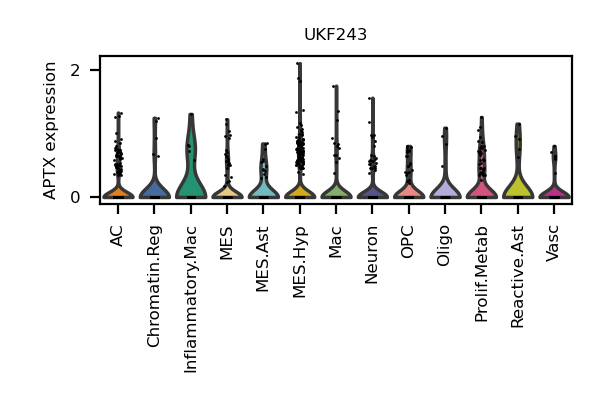 UKF243
APTX expression
2
0
AC
Chromatin.Reg
Inflammatory.Mac
MES
MES.Ast
MES.Hyp
Mac
Neuron
OPC
Oligo
Prolif.Metab
Reactive.Ast
Vasc